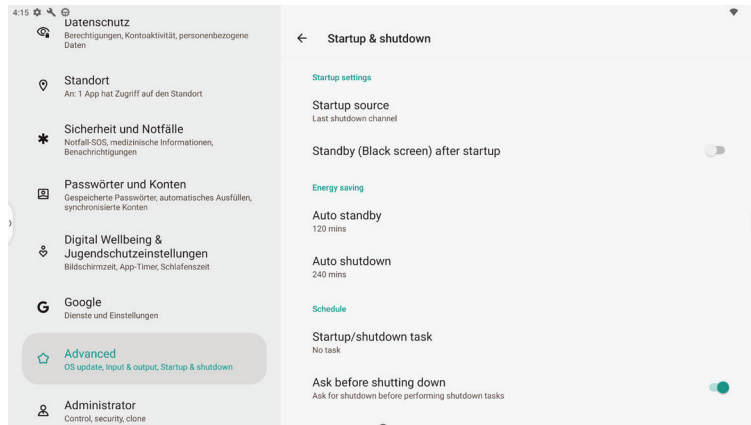 4:15
Datenschutz
Berechtigungen, Kontoaktivität, personenbezogene
Daten
Standort
An: 1 App hat Zugriff auf den Standort
Sicherheit und Notfälle
Notfall-SOS, medizinische Informationen,
Benachrichtigungen
Passwörter und Konten
Gespeicherte Passwörter, automatisches Ausfüllen,
synchronisierte Konten
Digital Wellbeing &
Jugendschutzeinstellungen
Bildschirmzeit, App-Timer, Schlafenszeit
Google
Dienste und Einstellungen
Advanced
OS update, Input & output, Startup & shutdown
Administrator
Control, security, clone
Startup & shutdown
Startup settings
Startup source
Last shutdown channel
Standby (Black screen) after startup
Energy saving
Auto standby
120 mins
Auto shutdown
240 mins
Schedule
Startup/shutdown task
No task
Ask before shutting down
Ask for shutdown before performing shutdown tasks